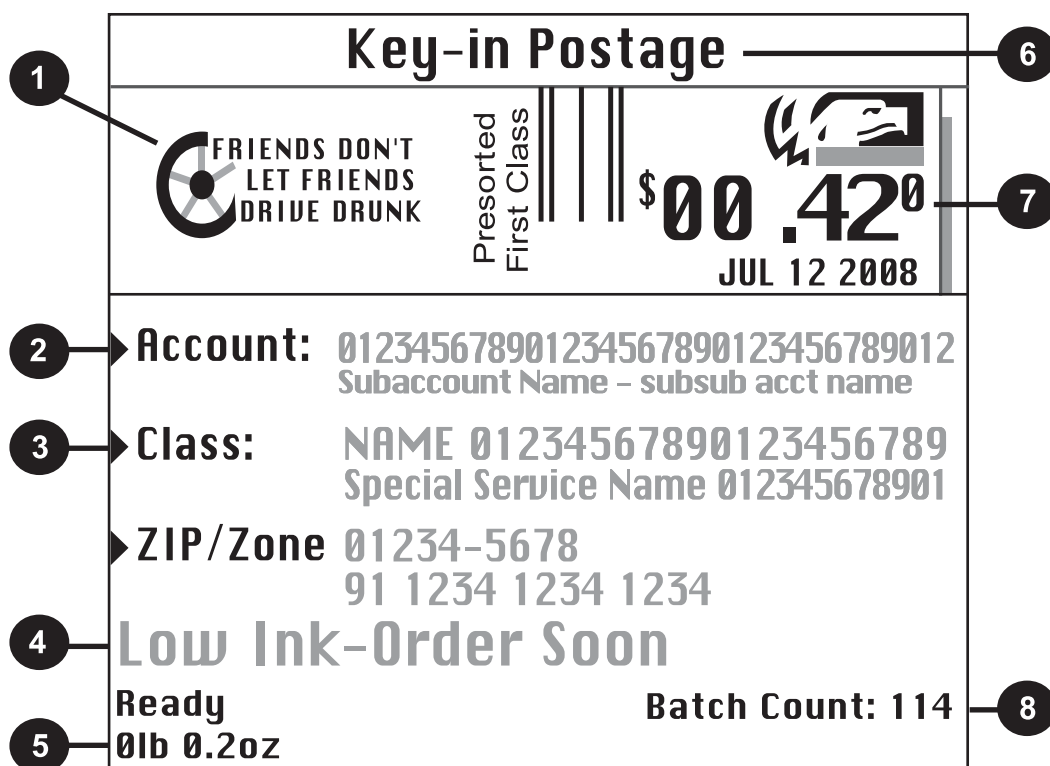 Key-in Postage
6
1
FRIENDS DON'T
LET FRIENDS
DRIVE DRUNK
Presorted
First Class
$00 .420
7
JUL 12 2008
2
Account: 012345678901234567890123456789012
Subaccount Name – subsub acct name
3
Class: NAME 01234567890123456789
Special Service Name 012345678901
ZIP/Zone 01234-5678
91 1234 1234 1234
4
Low Ink-Order Soon
Ready
Batch Count: 114
8
5
0lb 0.2oz